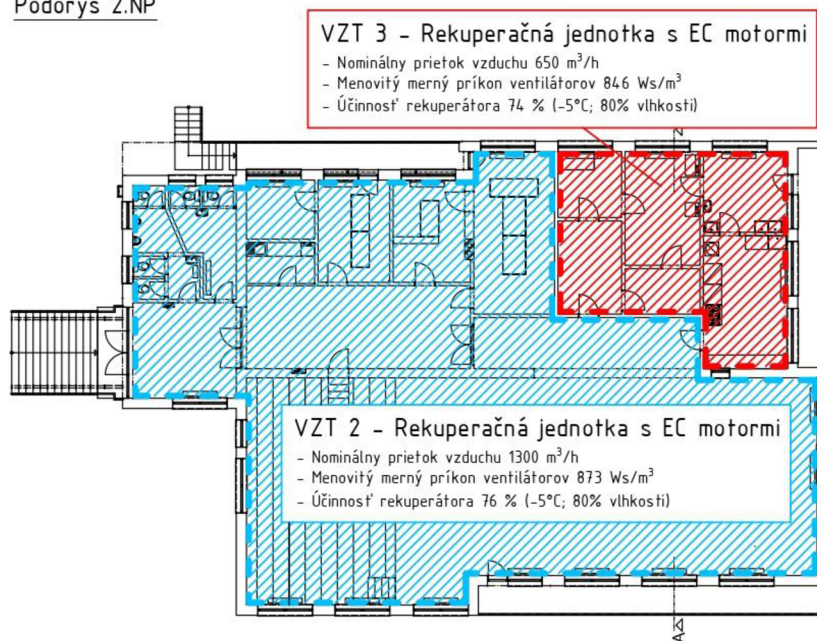 Pôdorys 2.NP
VZT 3 - Rekuperačná jednotka s EC motormi
- Nominálny prietok vzduchu 650 m³/h
- Menovitý merný príkon ventilátorov 846 Ws/m³
- Účinnosť rekuperátora 74 % (-5°C; 80% vlhkosti)
VZT 2 - Rekuperačná jednotka s EC motormi
- Nominálny prietok vzduchu 1300 m³/h
- Menovitý merný príkon ventilátorov 873 Ws/m³
- Účinnosť rekuperátora 76 % (-5°C; 80% vlhkosti)
A